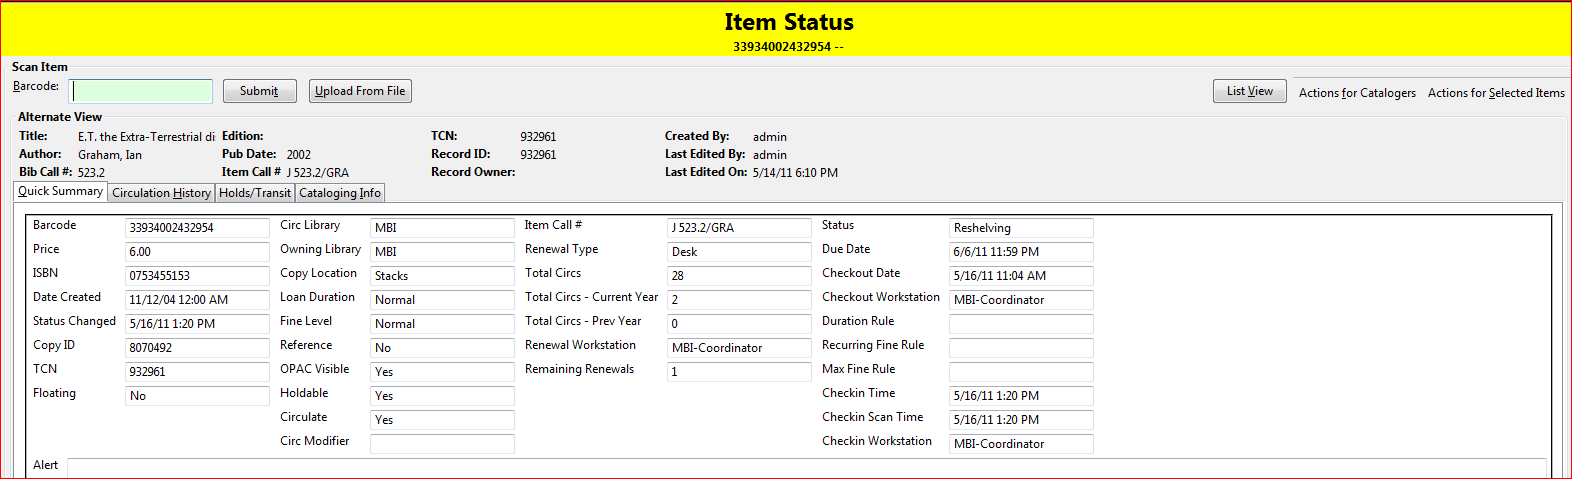 Item Status
33934002432954 --
Scan Item
Barcode: Submit Upload From File List View Actions for Catalogers Actions for Selected Items
Alternate View
Title: E.T. the Extra-Terrestrial di Edition: TCN: 932961 Created By: admin
Author: Graham, Ian Pub Date: 2002 Record ID: 932961 Last Edited By: admin
Bib Call #: 523.2 Item Call # J 523.2/GRA Record Owner: Last Edited On: 5/14/11 6:10 PM
Quick Summary Circulation History Holds/Transit Cataloging Info
Barcode 33934002432954 Circ Library MBI Item Call # J 523.2/GRA Status Reshelving
Price 6.00 Owning Library MBI Renewal Type Desk Due Date 6/6/11 11:59 PM
ISBN 0753455153 Copy Location Stacks Total Circs 28 Checkout Date 5/16/11 11:04 AM
Date Created 11/12/04 12:00 AM Loan Duration Normal Total Circs - Current Year 2 Checkout Workstation MBI-Coordinator
Status Changed 5/16/11 1:20 PM Fine Level Normal Total Circs - Prev Year 0 Duration Rule
Copy ID 8070492 Reference No Renewal Workstation MBI-Coordinator Recurring Fine Rule
TCN 932961 OPAC Visible Yes Remaining Renewals 1 Max Fine Rule
Floating No Holdable Yes Checkin Time 5/16/11 1:20 PM
Circulate Yes Checkin Scan Time 5/16/11 1:20 PM
Circ Modifier Checkin Workstation MBI-Coordinator
Alert